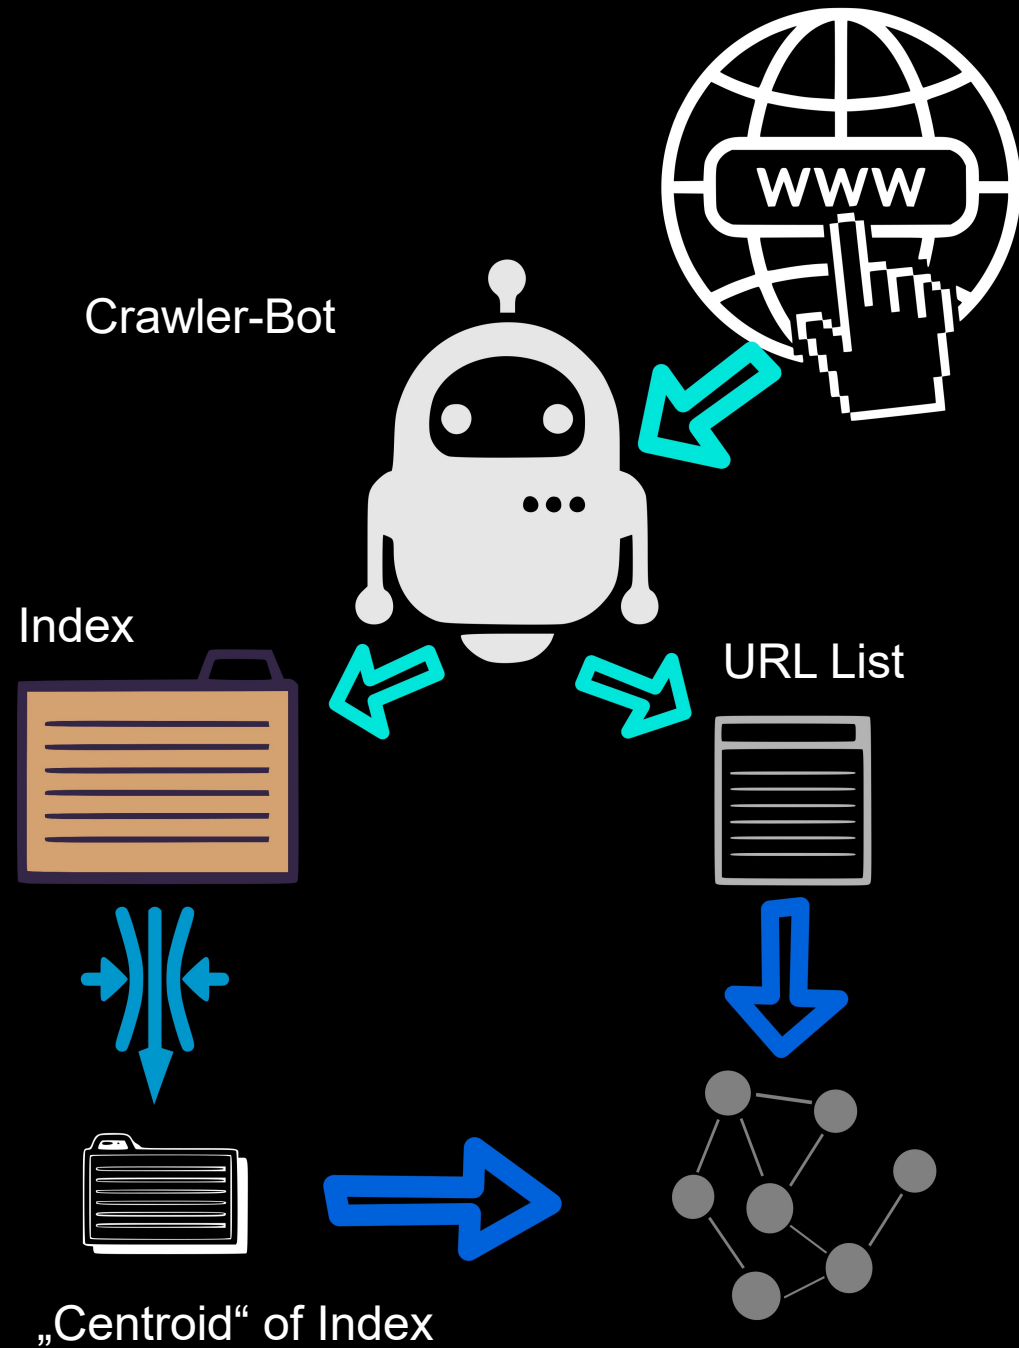 WWW
Crawler-Bot
Index
URL List
„Centroid“ of Index